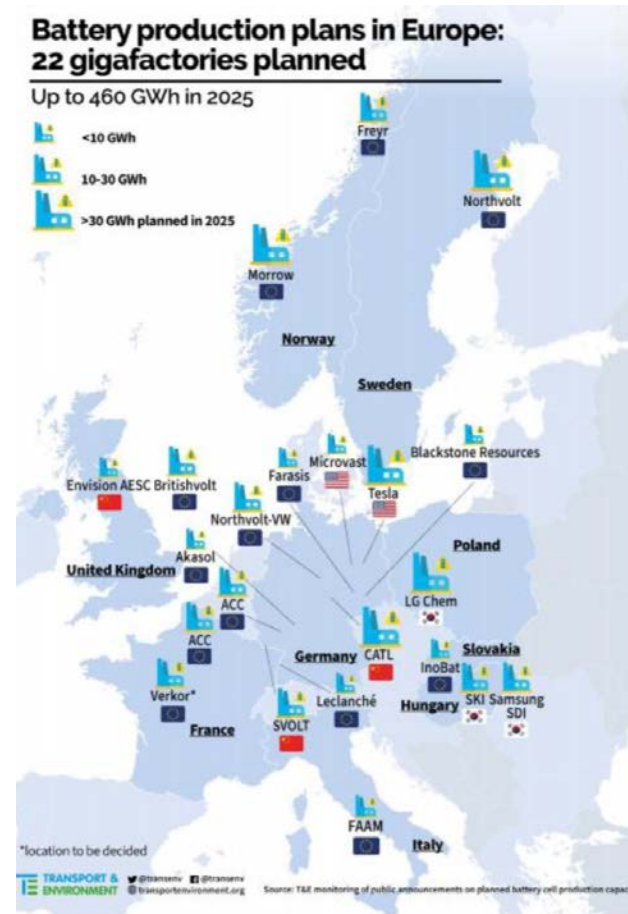 Battery production plans in Europe:
22 gigafactories planned
Up to 460 GWh in 2025
<10 GWh
10-30 GWh
>30 GWh planned in 2025
Freyr
Northvolt
Morrow
Norway
Sweden
Blackstone Resources
Microvast
Farasis
Tesla
Envision AESC
Britishvolt
Northvolt-VW
Akasol
United Kingdom
Poland
ACC
LG Chem
ACC
Germany
CATL
Slovakia
InoBat
Verkor*
Leclanché
Hungary
SKI
Samsung
SDI
France
SVOLT
FAAM
Italy
*location to be decided
TRANSPORT &
ENVIRONMENT
@transenv
@transenv
transportenvironment.org
Source: T&E monitoring of public announcements on planned battery cell production capac